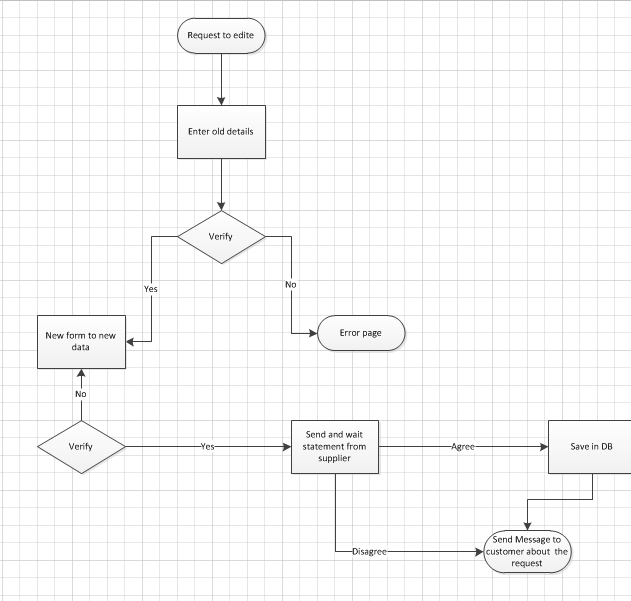 Request to edite
Enter old details
Verify
Yes
No
New form to new
data
Error page
No
Verify
Yes
Send and wait
statement from
supplier
Agree
Save in DB
Disagree
Send Message to
customer about the
request